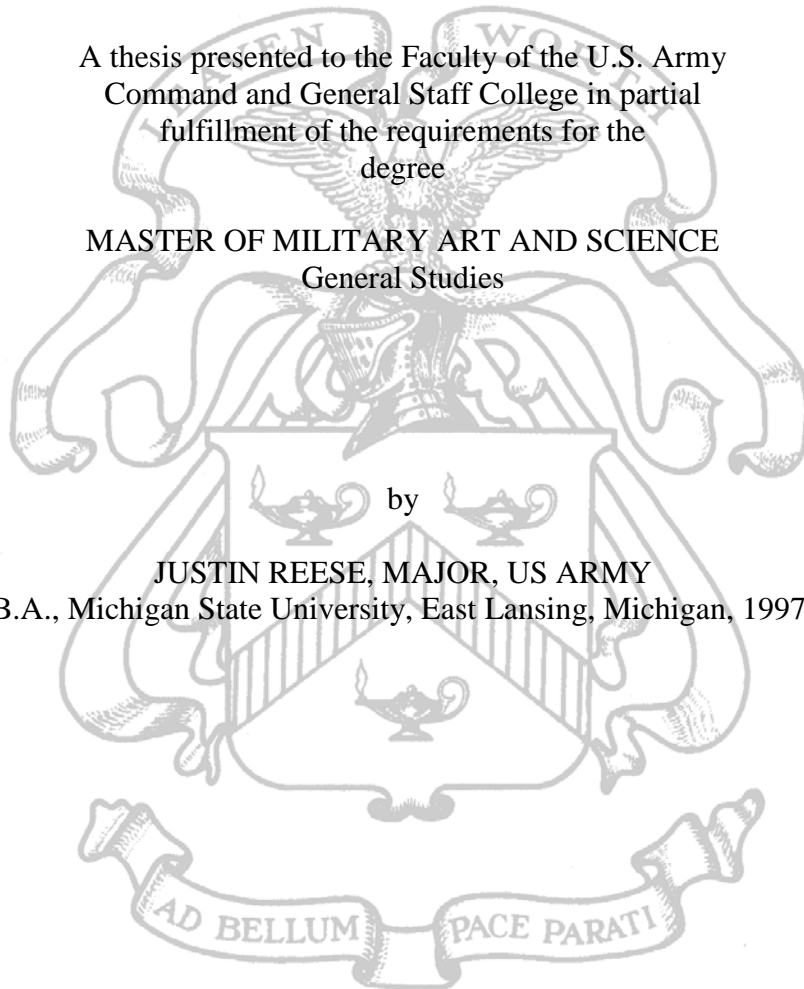 LEAVEN WORTH
A thesis presented to the Faculty of the U.S. Army
Command and General Staff College in partial
fulfillment of the requirements for the
degree
MASTER OF MILITARY ART AND SCIENCE
General Studies
by
JUSTIN REESE, MAJOR, US ARMY
B.A., Michigan State University, East Lansing, Michigan, 1997
AD BELLUM PACE PARATI